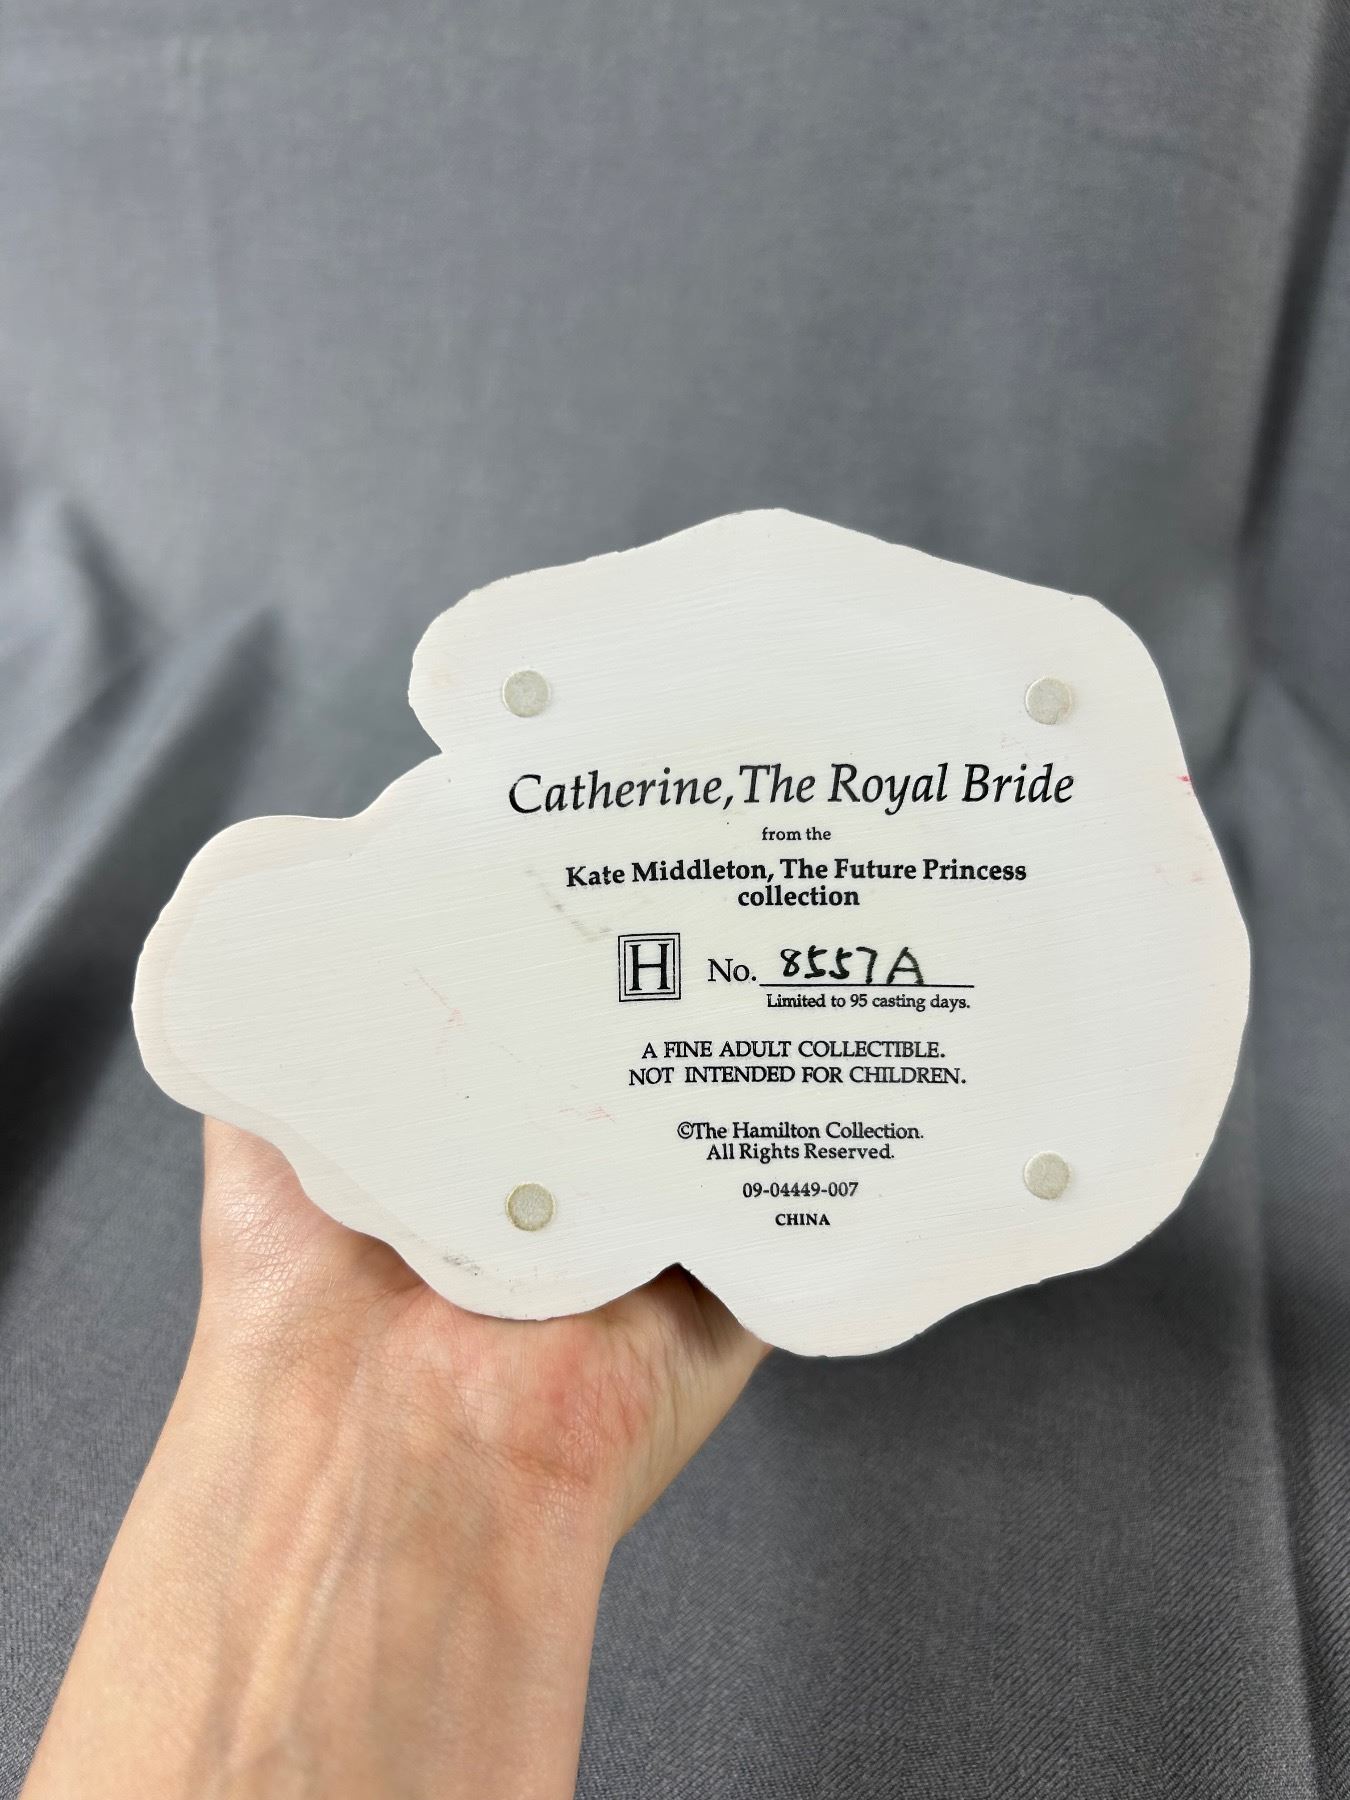 Catherine, The Royal Bride
from the
Kate Middleton, The Future Princess
collection
H No. 8557A
Limited to 95 casting days.
A FINE ADULT COLLECTIBLE.
NOT INTENDED FOR CHILDREN.
©The Hamilton Collection.
All Rights Reserved.
09-04449-007
CHINA